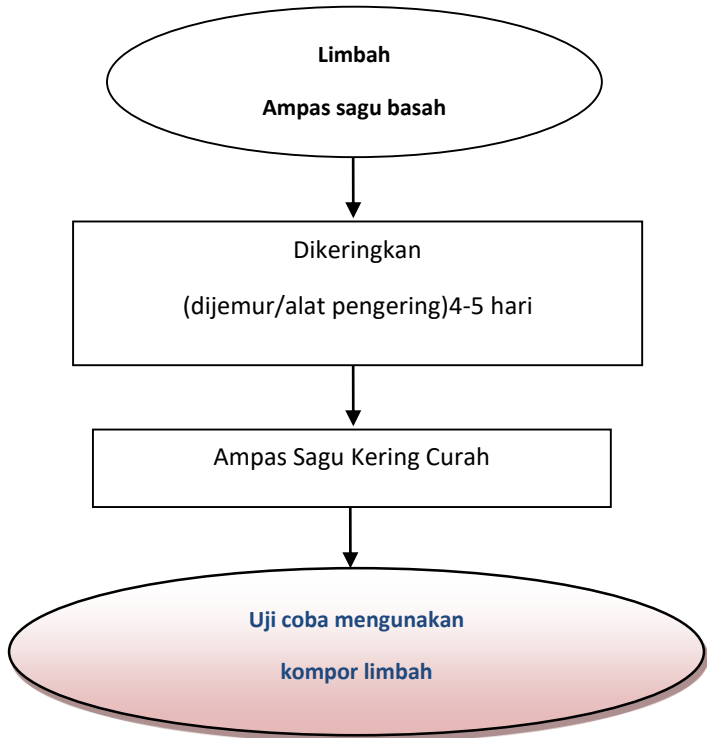 Limbah
Ampas sagu basah
Dikeringkan
(dijemur/alat pengering)4-5 hari
Ampas Sagu Kering Curah
Uji coba mengunakan
kompor limbah